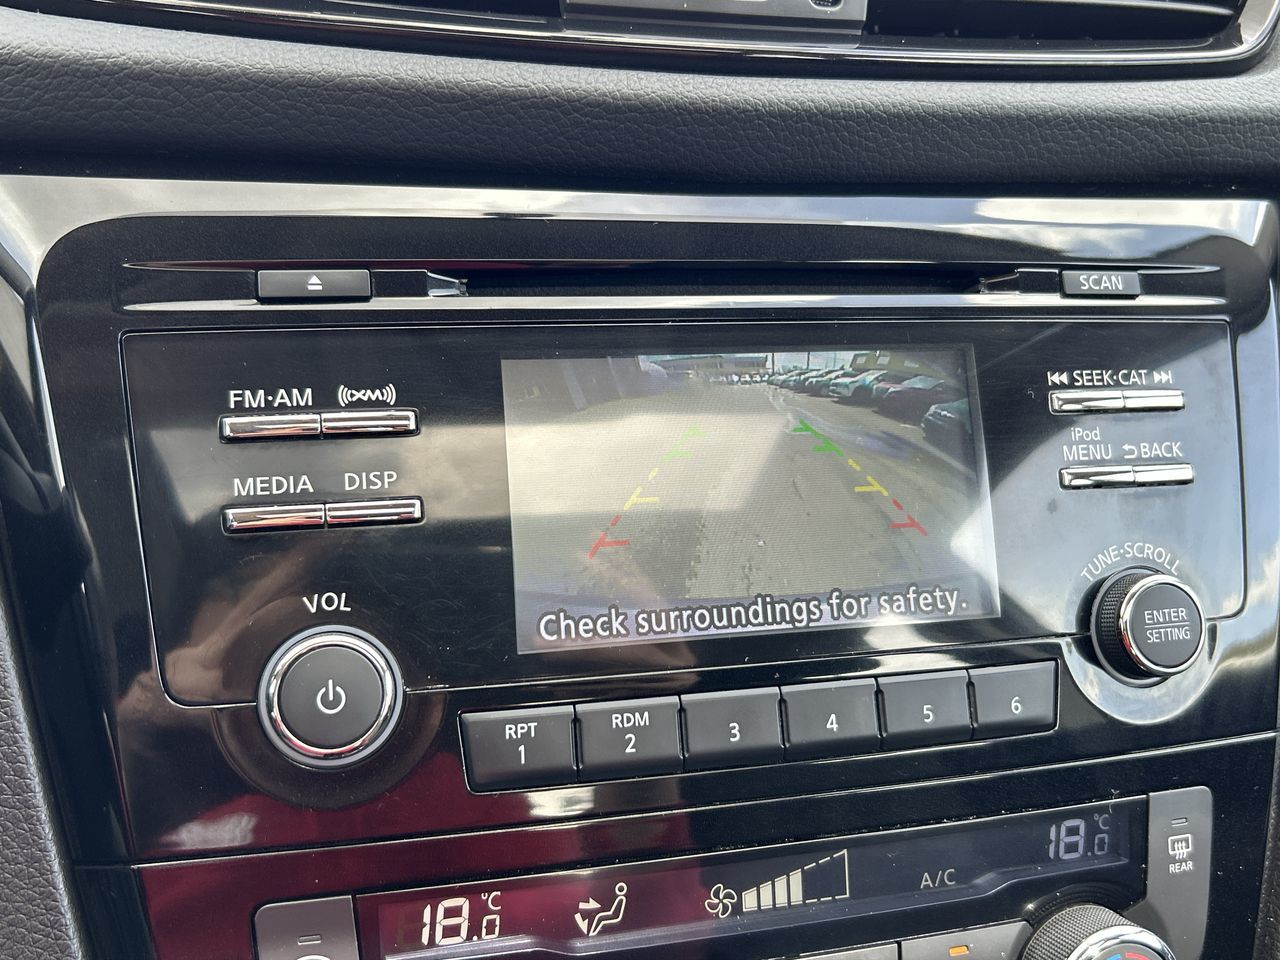 SCAN
FM·AM XM
SEEK·CAT
MEDIA DISP
iPod
MENU BACK
TUNE·SCROLL
VOL
Check surroundings for safety.
ENTER
SETTING
RPT RDM
1 2 3 4 5 6
18.0°C A/C 18.0°C
REAR